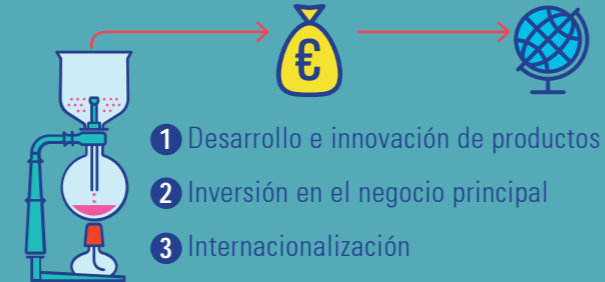 €
1 Desarrollo e innovación de productos
2 Inversión en el negocio principal
3 Internacionalización